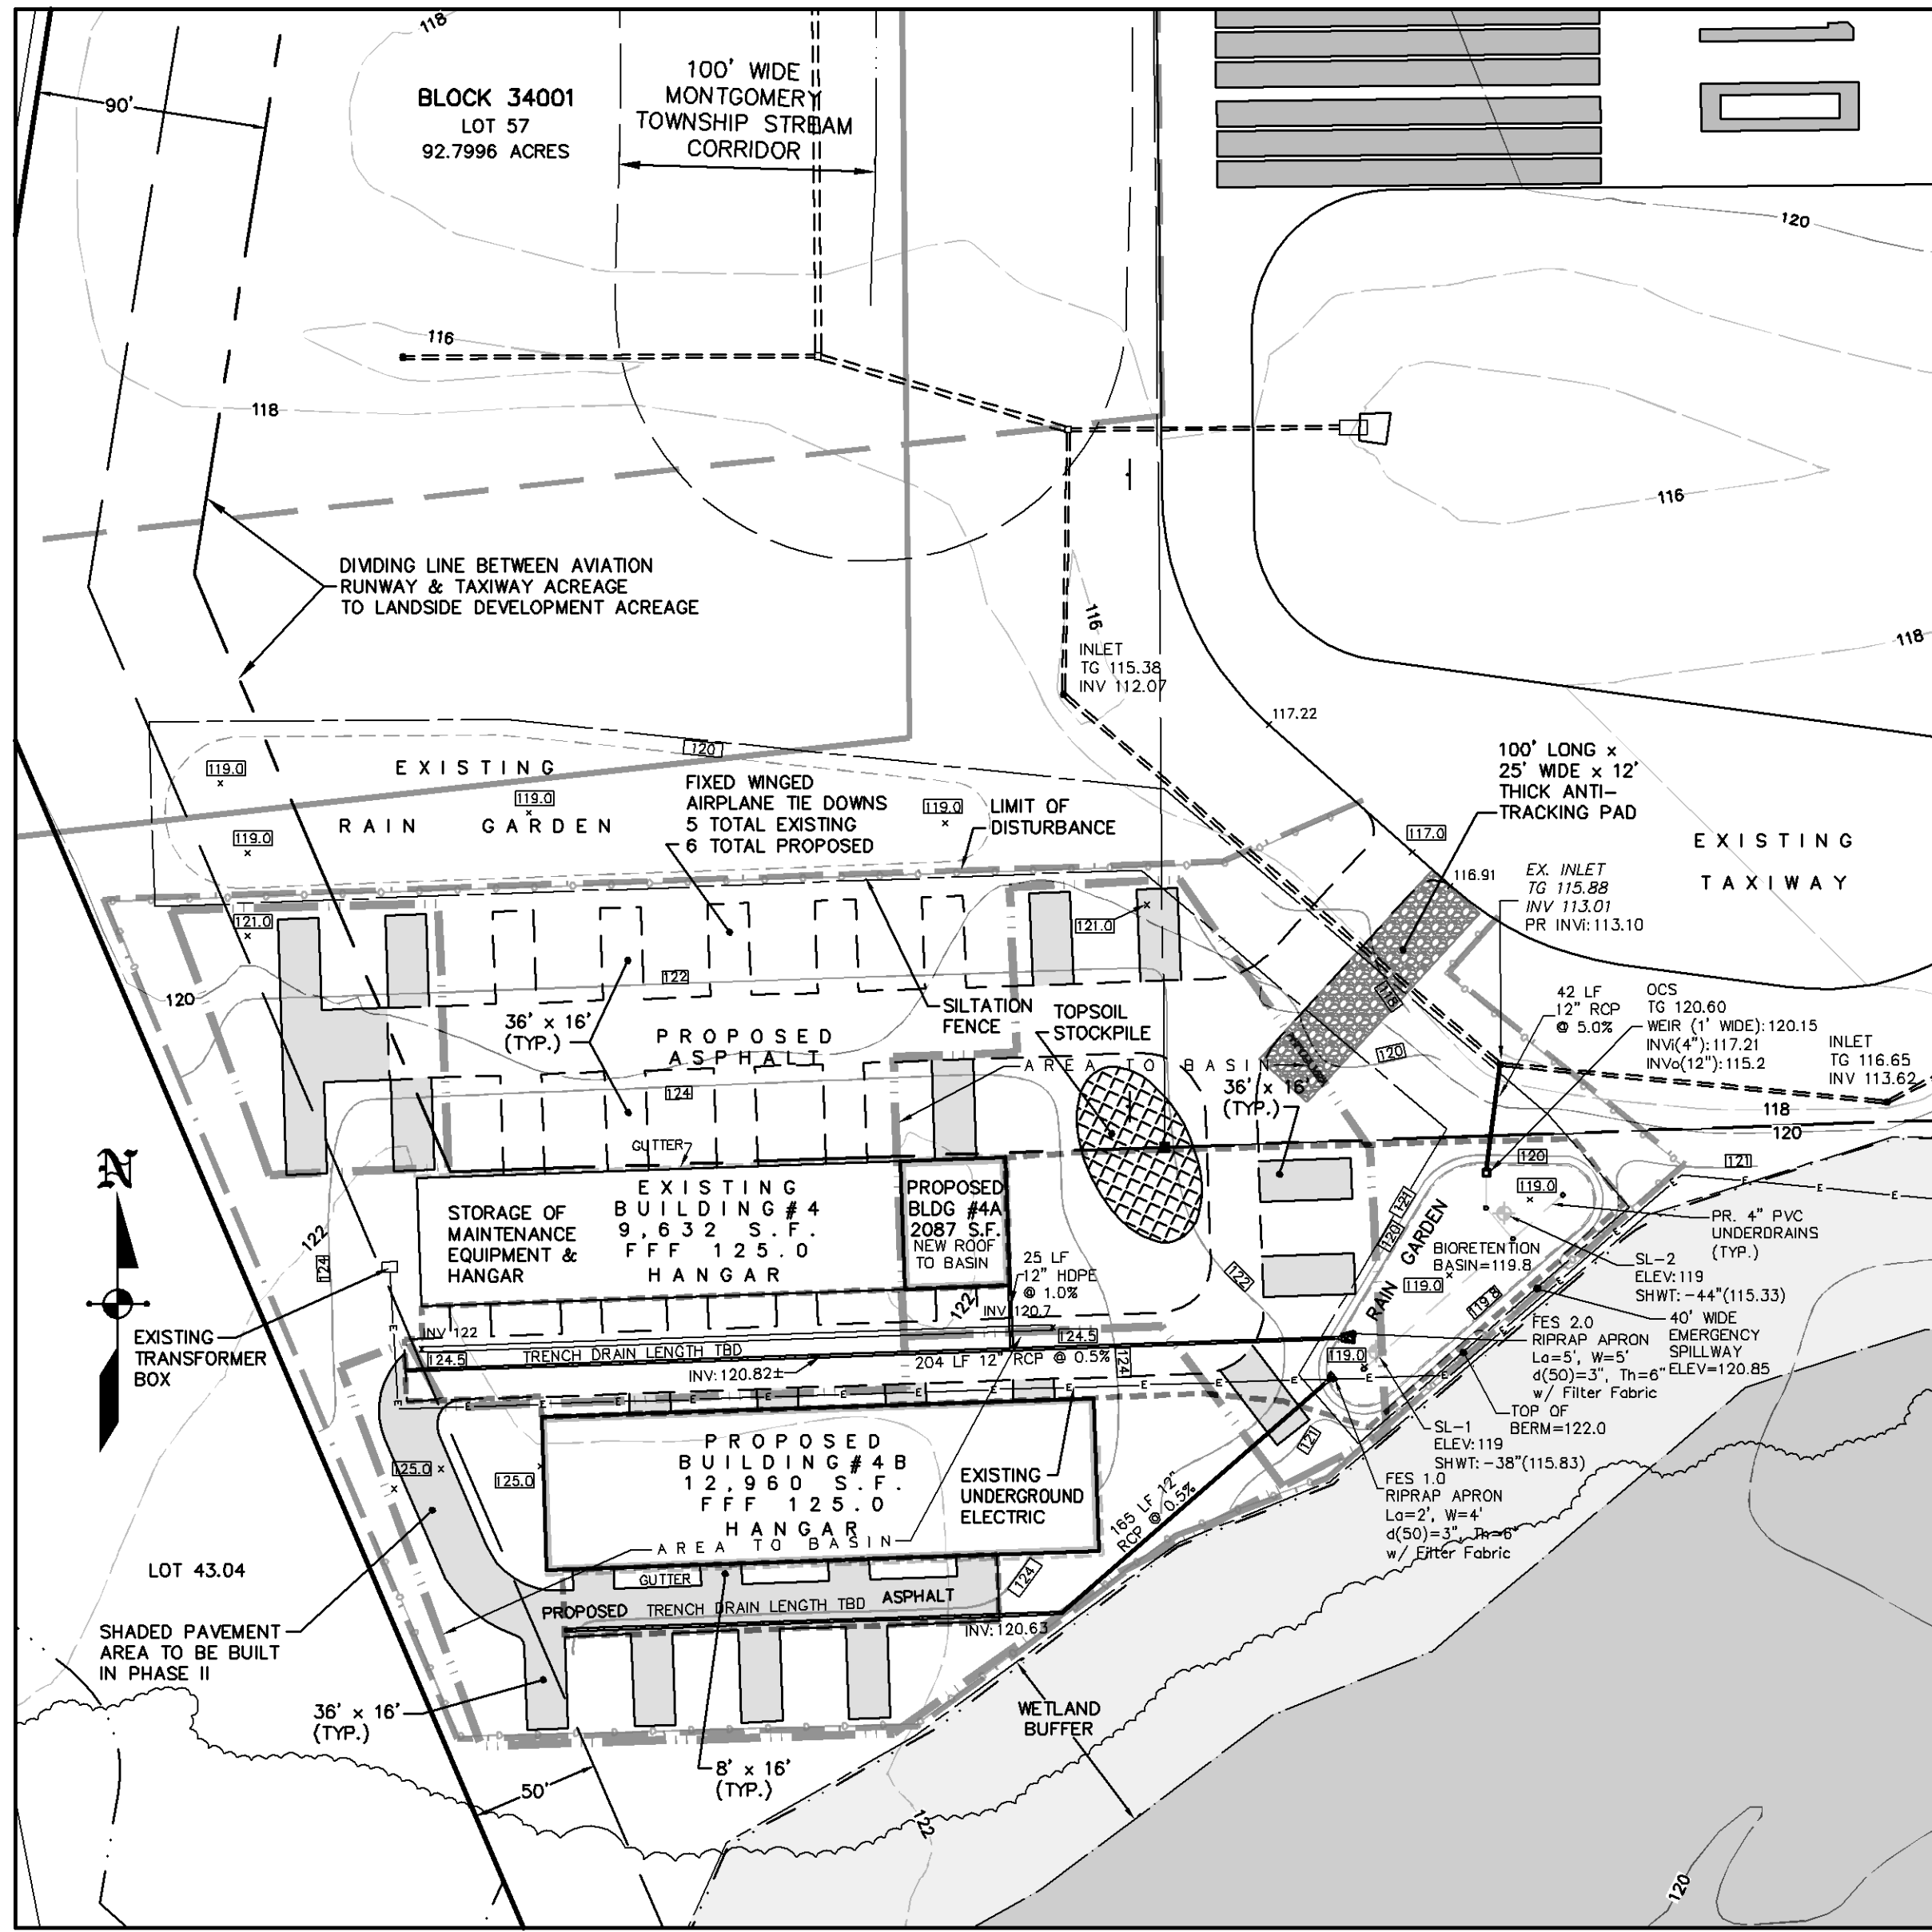 118
90'
BLOCK 34001
LOT 57
92.7996 ACRES
100' WIDE
MONTGOMERY
TOWNSHIP STREAM
CORRIDOR
120
116
118
116
118
DIVIDING LINE BETWEEN AVIATION
RUNWAY & TAXIWAY ACREAGE
TO LANDSIDE DEVELOPMENT ACREAGE
116
INLET
TG 115.38
INV 112.07
117.22
120
119.0
EXISTING
119.0
RAIN GARDEN
119.0
FIXED WINGED
AIRPLANE TIE DOWNS
5 TOTAL EXISTING
6 TOTAL PROPOSED
119.0
LIMIT OF
DISTURBANCE
100' LONG x
25' WIDE x 12'
THICK ANTI-
TRACKING PAD
117.0
116.91
EXISTING
TAXIWAY
EX. INLET
TG 115.88
INV 113.01
PR INVi: 113.10
121.0
121.0
122
120
36' x 16'
(TYP.)
PROPOSED
ASPHALT
SILTATION
FENCE
TOPSOIL
STOCKPILE
118
42 LF
12" RCP
@ 5.0%
OCS
TG 120.60
WEIR (1' WIDE): 120.15
INVi(4"): 117.21
INVo(12"): 115.2
INLET
TG 116.65
INV 113.62
120
AREA TO BASIN
36' x 16'
(TYP.)
124
118
120
N
GUTTER
120
121
119.0
EXISTING
BUILDING #4
9,632 S.F.
FFF 125.0
HANGAR
STORAGE OF
MAINTENANCE
EQUIPMENT &
HANGAR
PROPOSED
BLDG #4A
2087 S.F.
NEW ROOF
TO BASIN
122
124
122
121
120
RAIN GARDEN
BIORETENTION
BASIN=119.8
119.0
119.8
PR. 4" PVC
UNDERDRAINS
(TYP.)
SL-2
ELEV: 119
SHWT: -44"(115.33)
25 LF
12" HDPE
@ 1.0%
INV 120.7
122
EXISTING
TRANSFORMER
BOX
INV 122
124.5
TRENCH DRAIN LENGTH TBD
INV: 120.82±
204 LF 12" RCP @ 0.5%
124.5
124
119.0
FES 2.0
RIPRAP APRON
La=5', W=5'
d(50)=3", Th=6"
w/ Filter Fabric
40' WIDE
EMERGENCY
SPILLWAY
ELEV=120.85
E E E E E E E E
TOP OF
BERM=122.0
SL-1
ELEV: 119
SHWT: -38"(115.83)
121
FES 1.0
RIPRAP APRON
La=2', W=4'
d(50)=3", Th=6"
w/ Filter Fabric
125.0
125.0
PROPOSED
BUILDING #4B
12,960 S.F.
FFF 125.0
HANGAR
EXISTING
UNDERGROUND
ELECTRIC
165 LF 12"
RCP @ 0.5%
AREA TO BASIN
LOT 43.04
GUTTER
124
PROPOSED TRENCH DRAIN LENGTH TBD ASPHALT
INV: 120.63
SHADED PAVEMENT
AREA TO BE BUILT
IN PHASE II
36' x 16'
(TYP.)
WETLAND
BUFFER
8' x 16'
(TYP.)
50'
122
120